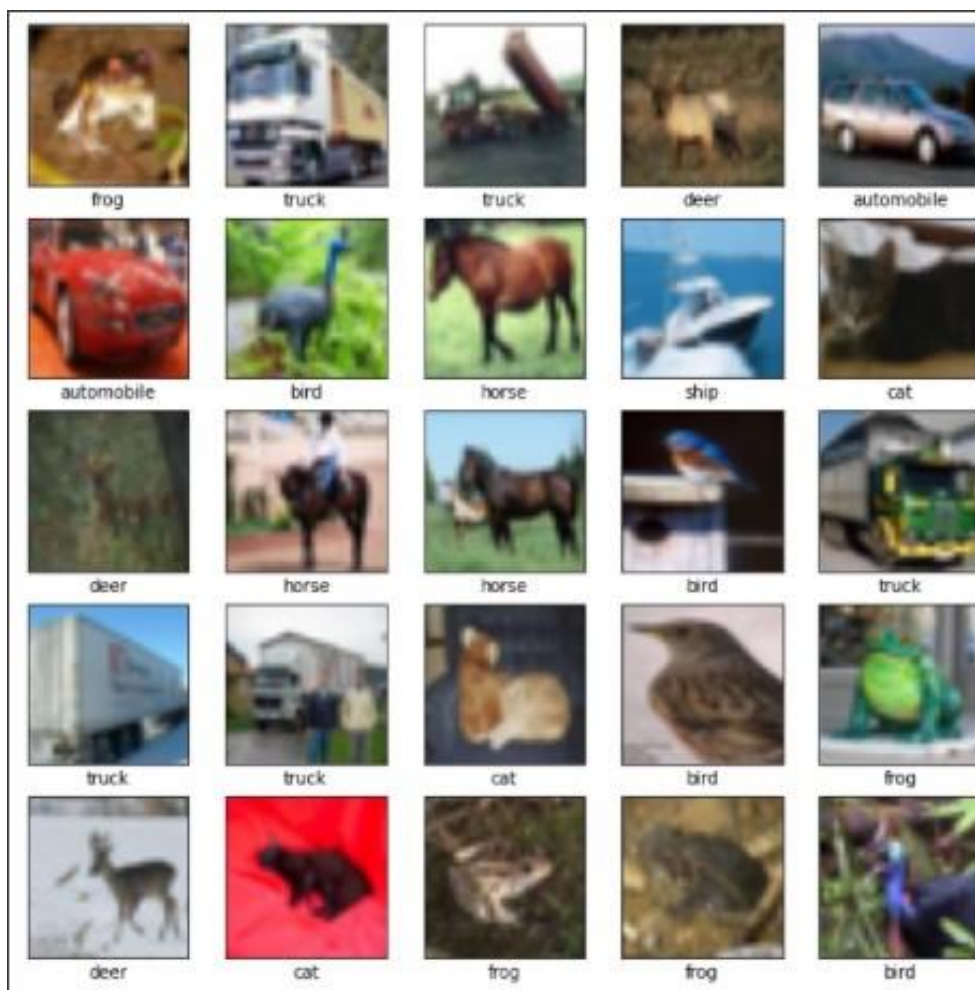 frog truck truck deer automobile
automobile bird horse ship cat
deer horse horse bird truck
truck truck cat bird frog
deer cat frog frog bird